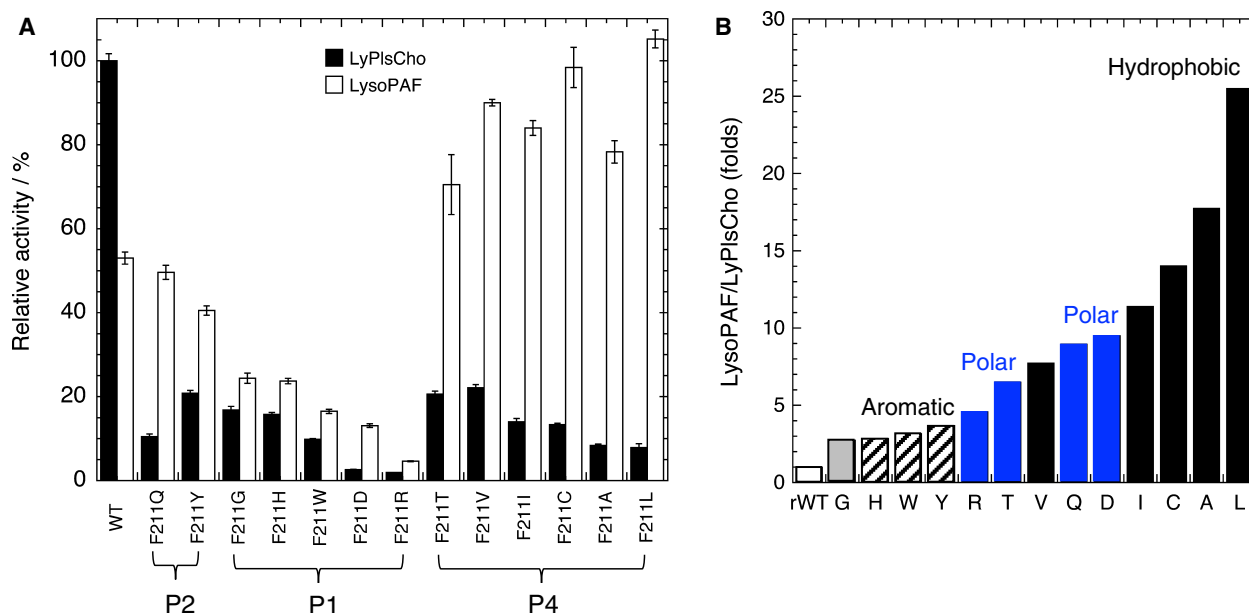 A
Relative activity / %
100
80
60
40
20
0
LyPlsCho
LysoPAF
WT
F211Q
F211Y
F211G
F211H
F211W
F211D
F211R
F211T
F211V
F211I
F211C
F211A
F211L
P2
P1
P4
B
LysoPAF/LyPlsCho (folds)
30
25
20
15
10
5
0
Hydrophobic
Polar
Polar
Aromatic
rWT G H W Y R T V Q D I C A L